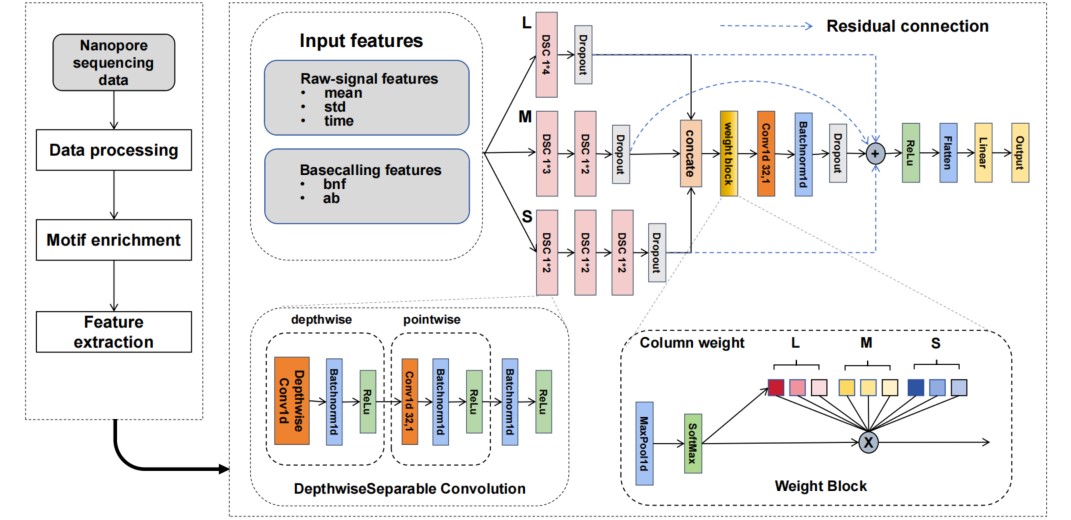 Nanopore
sequencing
data
Data processing
Motif enrichment
Feature
extraction
Input features
Raw-signal features
• mean
• std
• time
Basecalling features
• bnf
• ab
L
DSC 1*4
Dropout
M
DSC 1*3
DSC 1*2
Dropout
S
DSC 1*2
DSC 1*2
DSC 1*2
Dropout
Residual connection
concate
weight block
Conv1d 32,1
Batchnorm1d
Dropout
+
ReLu
Flatten
Linear
Output
depthwise
pointwise
Depthwise
Conv1d
Batchnorm1d
ReLu
Conv1d 32,1
Batchnorm1d
ReLu
Batchnorm1d
ReLu
DepthwiseSeparable Convolution
Column weight
L
M
S
MaxPool1d
SoftMax
X
Weight Block